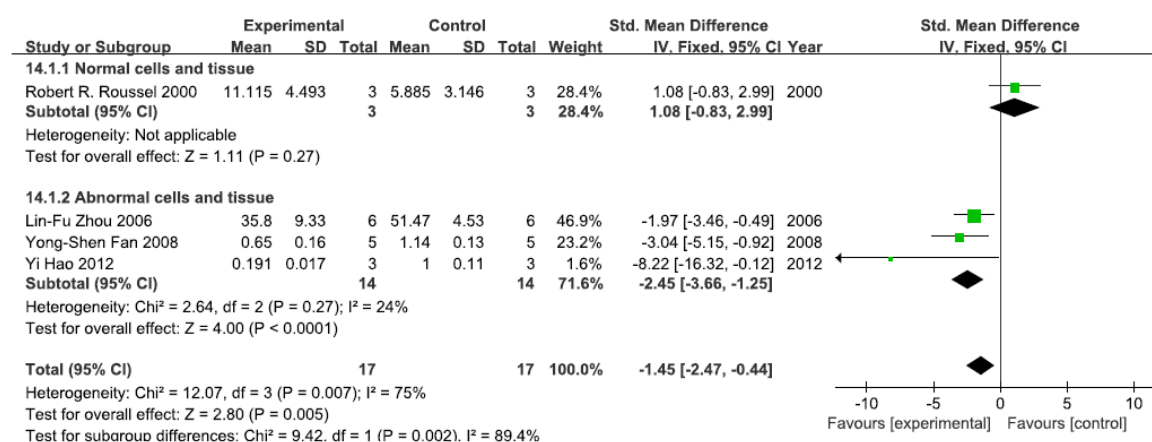 Experimental Control Std. Mean Difference Std. Mean Difference
Study or Subgroup Mean SD Total Mean SD Total Weight IV, Fixed, 95% CI Year IV, Fixed, 95% CI
14.1.1 Normal cells and tissue
Robert R. Roussel 2000 11.115 4.493 3 5.885 3.146 3 28.4% 1.08 [-0.83, 2.99] 2000
Subtotal (95% CI) 3 3 28.4% 1.08 [-0.83, 2.99]
Heterogeneity: Not applicable
Test for overall effect: Z = 1.11 (P = 0.27)
14.1.2 Abnormal cells and tissue
Lin-Fu Zhou 2006 35.8 9.33 6 51.47 4.53 6 46.9% -1.97 [-3.46, -0.49] 2006
Yong-Shen Fan 2008 0.65 0.16 5 1.14 0.13 5 23.2% -3.04 [-5.15, -0.92] 2008
Yi Hao 2012 0.191 0.017 3 1 0.11 3 1.6% -8.22 [-16.32, -0.12] 2012
Subtotal (95% CI) 14 14 71.6% -2.45 [-3.66, -1.25]
Heterogeneity: Chi² = 2.64, df = 2 (P = 0.27); I² = 24%
Test for overall effect: Z = 4.00 (P < 0.0001)
Total (95% CI) 17 17 100.0% -1.45 [-2.47, -0.44]
Heterogeneity: Chi² = 12.07, df = 3 (P = 0.007); I² = 75%
Test for overall effect: Z = 2.80 (P = 0.005)
Test for subgroup differences: Chi² = 9.42, df = 1 (P = 0.002), I² = 89.4%
-10 -5 0 5 10
Favours [experimental] Favours [control]